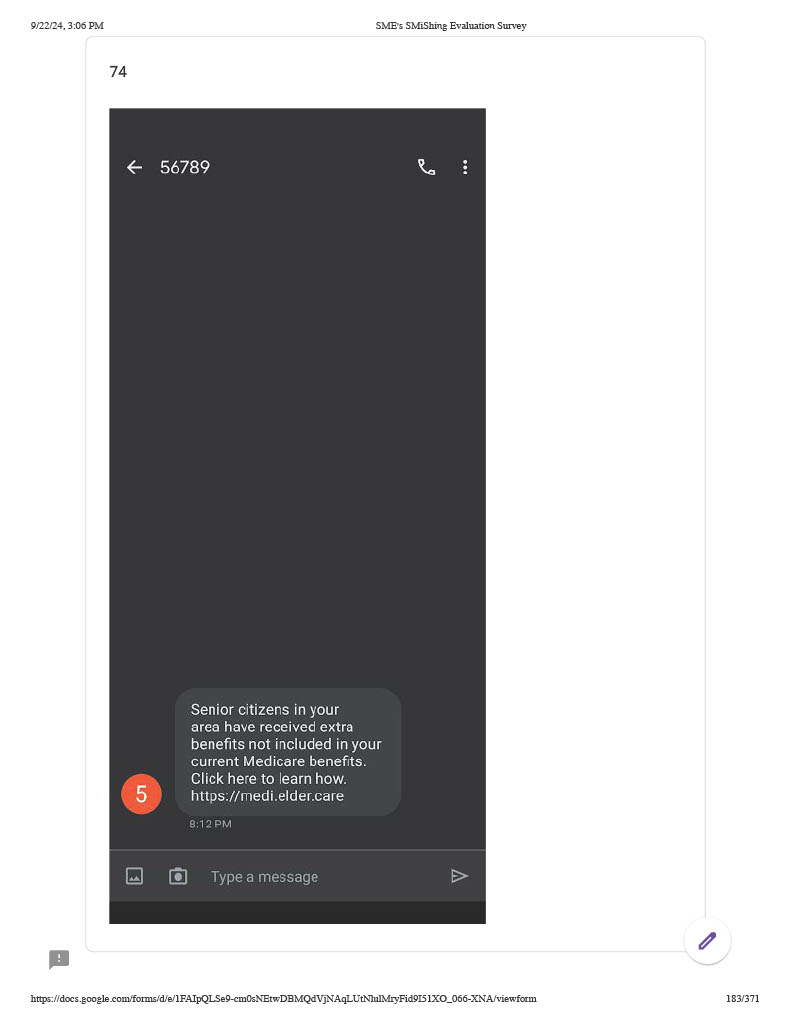 9/22/24, 3:06 PM SME's SMiShing Evaluation Survey
74
56789
Senior citizens in your
area have received extra
benefits not included in your
current Medicare benefits.
Click here to learn how.
https://medi.elder.care
5
8:12 PM
Type a message
https://docs.google.com/forms/d/e/1FAIpQLSe9-cm0sNEtwDBMQdVjNAqLUtNlulMryFid9I51XO_066-XNA/viewform 183/371